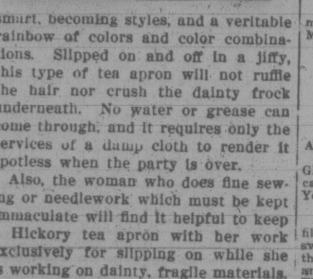 smart, becoming styles, and a veritable
rainbow of colors and color combina-
tions. Slipped on and off in a jiffy,
this type of tea apron will not ruffle
the hair nor crush the dainty frock
underneath. No water or grease can
come through, and it requires only the
services of a damp cloth to render it
spotless when the party is over.
Also, the woman who does fine sew-
ing or needlework which must be kept
immaculate will find it helpful to keep
Hickory tea apron with her work
exclusively for slipping on while she
is working on dainty, fragile materials.